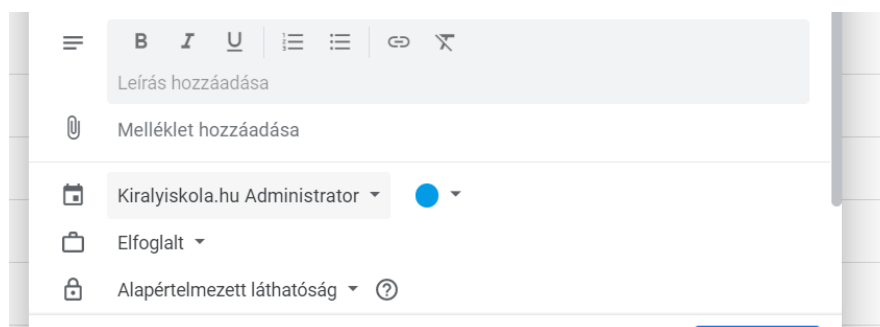 B I U
Leírás hozzáadása
Melléklet hozzáadása
Kiralyiskola.hu Administrator
Elfoglalt
Alapértelmezett láthatóság ?